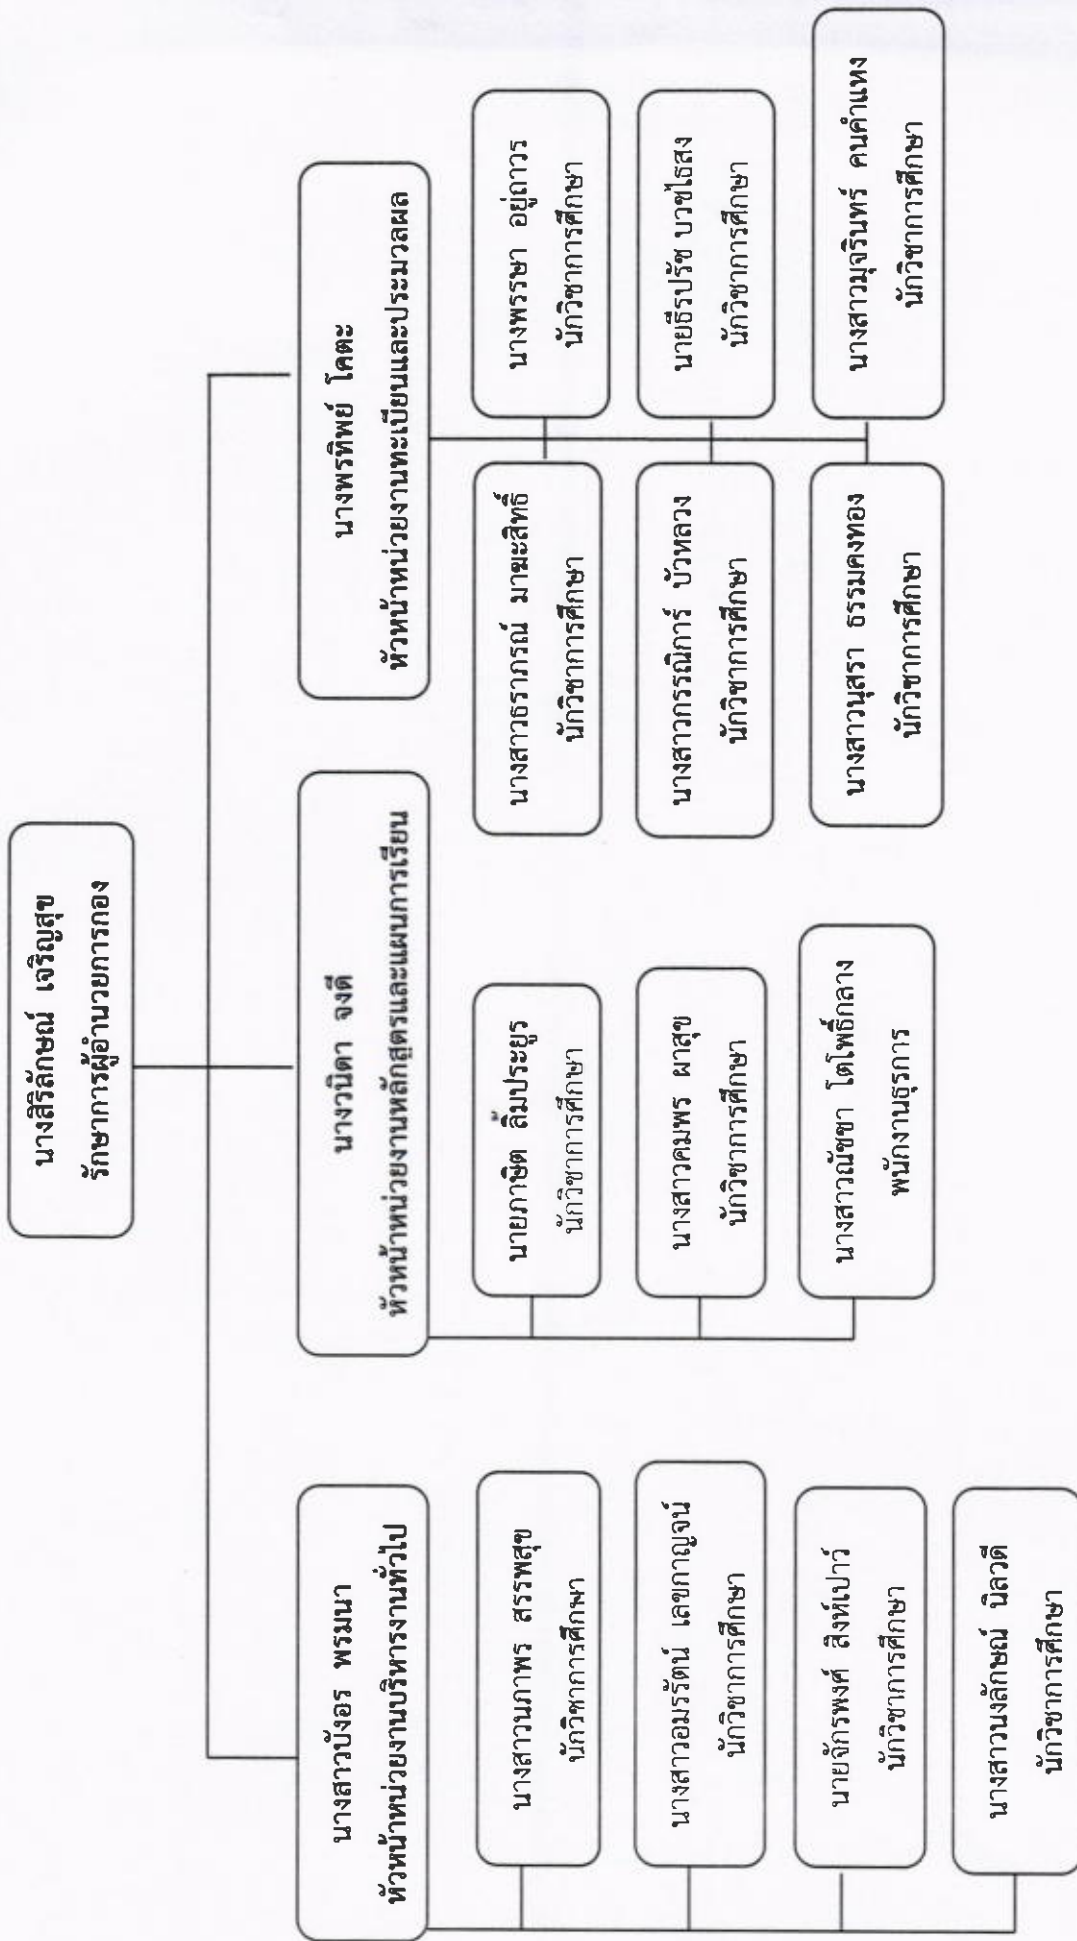 นางสิริลักษณ์ เจริญสุข
รักษาการผู้อำนวยการกอง
นางสาวบังอร พรมนา
หัวหน้าหน่วยงานบริหารงานทั่วไป
นางสาวนภาพร สรรพสุข
นักวิชาการศึกษา
นางสาวอมรรัตน์ เลขกาญจน์
นักวิชาการศึกษา
นายจักรพงศ์ สิงห์เปาว์
นักวิชาการศึกษา
นางสาวนงลักษณ์ นิลวดี
นักวิชาการศึกษา
นางวนิดา จงดี
หัวหน้าหน่วยงานหลักสูตรและแผนการเรียน
นายภาษิต ลิ้มประยูร
นักวิชาการศึกษา
นางสาวคมพร ผาสุข
นักวิชาการศึกษา
นางสาวณัชชา โตโพธิ์กลาง
พนักงานธุรการ
นางพรทิพย์ โคตะ
หัวหน้าหน่วยงานทะเบียนและประมวลผล
นางสาวธราภรณ์ มาฆะสิทธิ์
นักวิชาการศึกษา
นางพรรษา อยู่ถาวร
นักวิชาการศึกษา
นางสาวกรรณิการ์ บัวหลวง
นักวิชาการศึกษา
นายธีรปรัช บวชไธสง
นักวิชาการศึกษา
นางสาวนุสรา ธรรมคงทอง
นักวิชาการศึกษา
นางสาวมุจรินทร์ คนคำแหง
นักวิชาการศึกษา